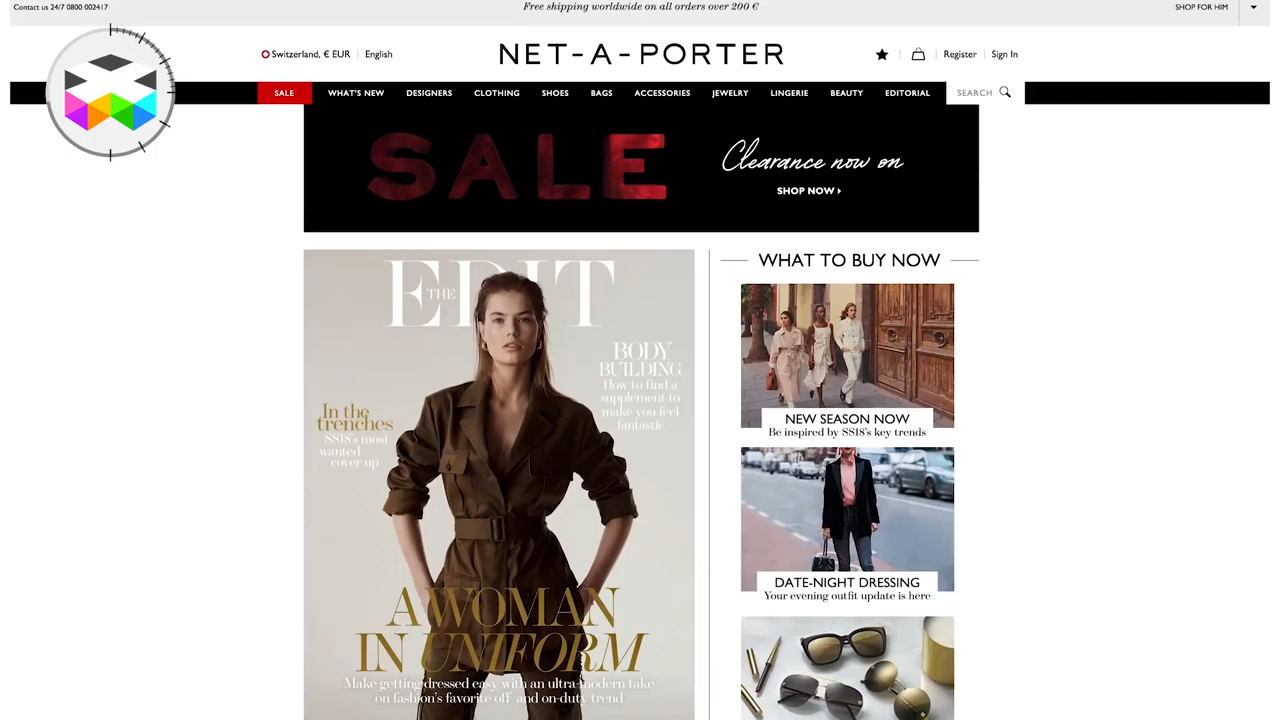 Contact us 24/7 0800 002417
Free shipping worldwide on all orders over 200 €
SHOP FOR HIM
Switzerland, € EUR
English
NET-A-PORTER
Register
Sign In
SALE
WHAT'S NEW
DESIGNERS
CLOTHING
SHOES
BAGS
ACCESSORIES
JEWELRY
LINGERIE
BEAUTY
EDITORIAL
SEARCH
SALE
Clearance now on
SHOP NOW
THE EDIT
BODY
BUILDING
How to find a
supplement to
make you feel
fantastic
In the
trenches
SS18's most
wanted
cover-up
A WOMAN
IN UNIFORM
Make getting dressed easy with an ultra-modern take
on fashion's favorite off- and on-duty trend
WHAT TO BUY NOW
NEW SEASON NOW
Be inspired by SS18's key trends
DATE-NIGHT DRESSING
Your evening outfit update is here